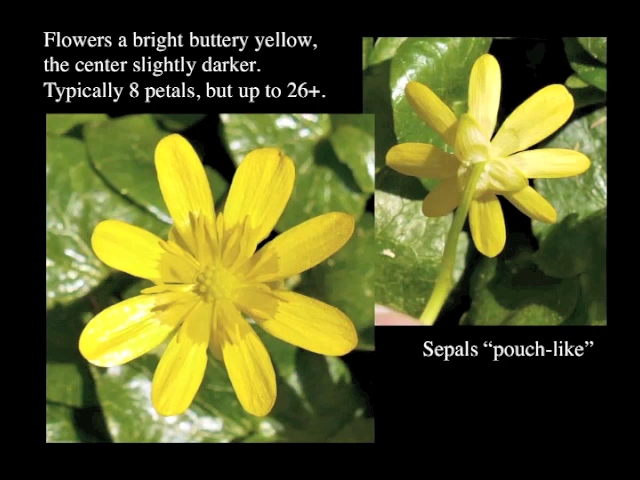 Flowers a bright buttery yellow,
the center slightly darker.
Typically 8 petals, but up to 26+.
Sepals “pouch-like”